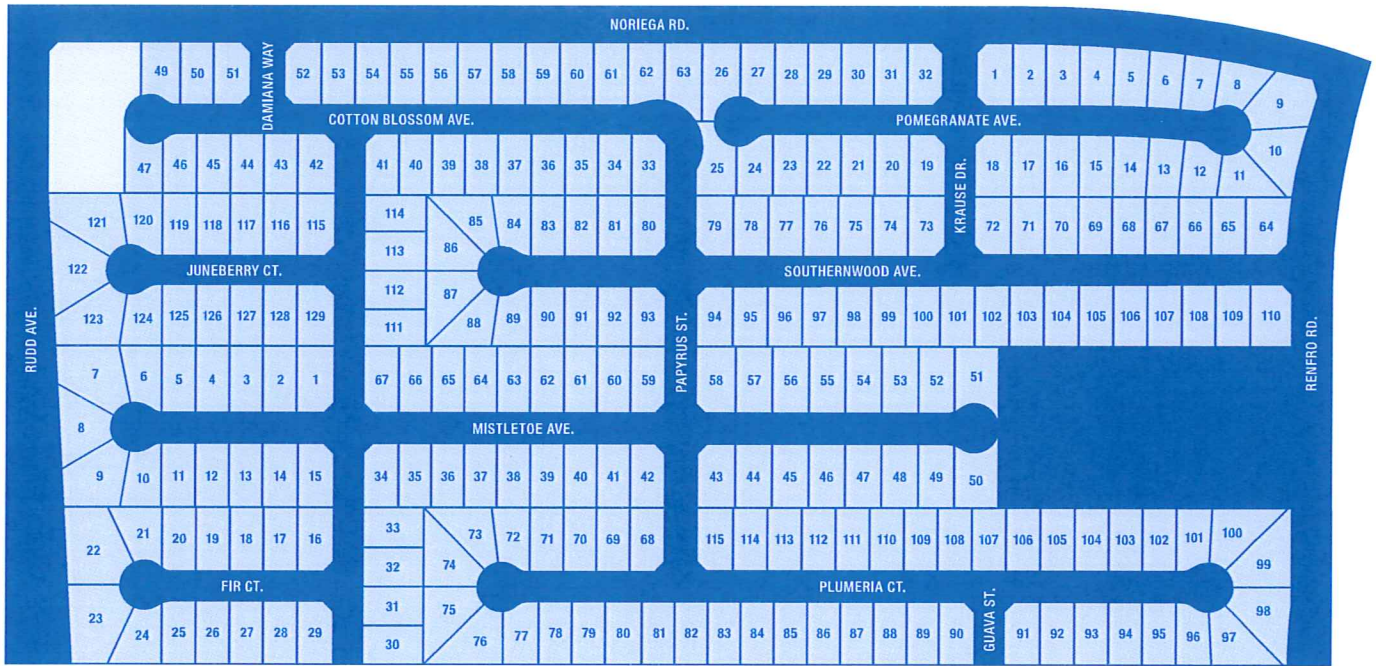 NORIEGA RD.
49 50 51
DAMIANA WAY
52 53 54 55 56 57 58 59 60 61 62 63 26 27 28 29 30 31 32
1 2 3 4 5 6 7 8 9
COTTON BLOSSOM AVE.
POMEGRANATE AVE.
47 46 45 44 43 42
41 40 39 38 37 36 35 34 33
25 24 23 22 21 20 19
KRAUSE DR.
18 17 16 15 14 13 12 11 10
121 120 119 118 117 116 115
114
113
112
111
86 85 84 83 82 81 80
79 78 77 76 75 74 73
72 71 70 69 68 67 66 65 64
122
JUNEBERRY CT.
SOUTHERNWOOD AVE.
RUDD AVE.
123 124 125 126 127 128 129
87 88 89 90 91 92 93
PAPYRUS ST.
94 95 96 97 98 99 100 101 102 103 104 105 106 107 108 109 110
RENFRO RD.
7 6 5 4 3 2 1
67 66 65 64 63 62 61 60 59
58 57 56 55 54 53 52 51
8
MISTLETOE AVE.
9 10 11 12 13 14 15
34 35 36 37 38 39 40 41 42
43 44 45 46 47 48 49 50
22 21 20 19 18 17 16
33
32
31
30
74 73 72 71 70 69 68
115 114 113 112 111 110 109 108 107 106 105 104 103 102 101 100 99
FIR CT.
PLUMERIA CT.
23 24 25 26 27 28 29
75 76 77 78 79 80 81 82 83 84 85 86 87 88 89 90
GUAVA ST.
91 92 93 94 95 96 97 98